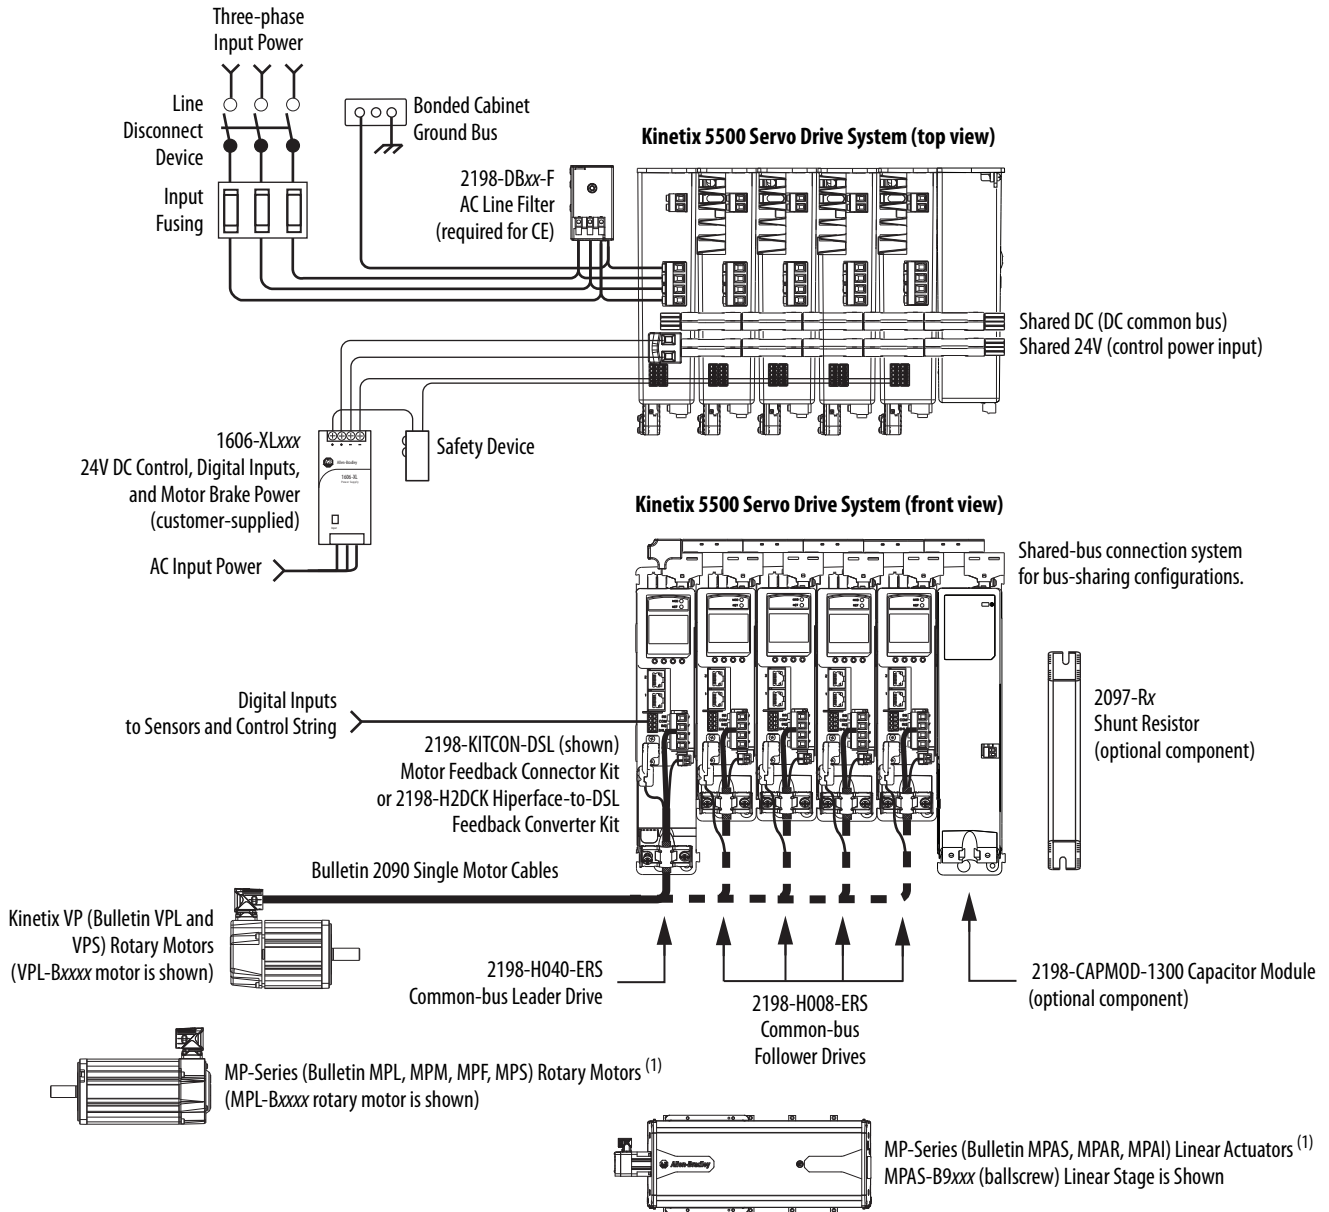 Three-phase
Input Power
Line
Disconnect
Device
Bonded Cabinet
Ground Bus
Input
Fusing
2198-DBxx-F
AC Line Filter
(required for CE)
Kinetix 5500 Servo Drive System (top view)
Shared DC (DC common bus)
Shared 24V (control power input)
1606-XLxxx
24V DC Control, Digital Inputs,
and Motor Brake Power
(customer-supplied)
Allen-Bradley
1606-XL
Safety Device
AC Input Power
Kinetix 5500 Servo Drive System (front view)
Shared-bus connection system
for bus-sharing configurations.
Digital Inputs
to Sensors and Control String
2198-KITCON-DSL (shown)
Motor Feedback Connector Kit
or 2198-H2DCK Hiperface-to-DSL
Feedback Converter Kit
2097-Rx
Shunt Resistor
(optional component)
Bulletin 2090 Single Motor Cables
Kinetix VP (Bulletin VPL and
VPS) Rotary Motors
(VPL-Bxxxx motor is shown)
2198-H040-ERS
Common-bus Leader Drive
2198-H008-ERS
Common-bus
Follower Drives
2198-CAPMOD-1300 Capacitor Module
(optional component)
MP-Series (Bulletin MPL, MPM, MPF, MPS) Rotary Motors (1)
(MPL-Bxxxx rotary motor is shown)
Allen-Bradley
MP-Series (Bulletin MPAS, MPAR, MPAI) Linear Actuators (1)
MPAS-B9xxx (ballscrew) Linear Stage is Shown